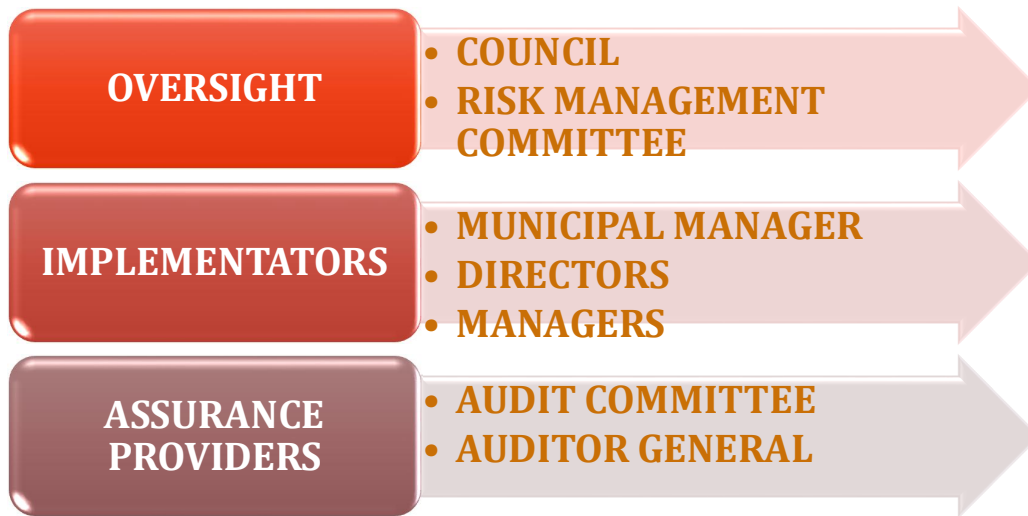 OVERSIGHT
• COUNCIL
• RISK MANAGEMENT
COMMITTEE
IMPLEMENTATORS
• MUNICIPAL MANAGER
• DIRECTORS
• MANAGERS
ASSURANCE
PROVIDERS
• AUDIT COMMITTEE
• AUDITOR GENERAL